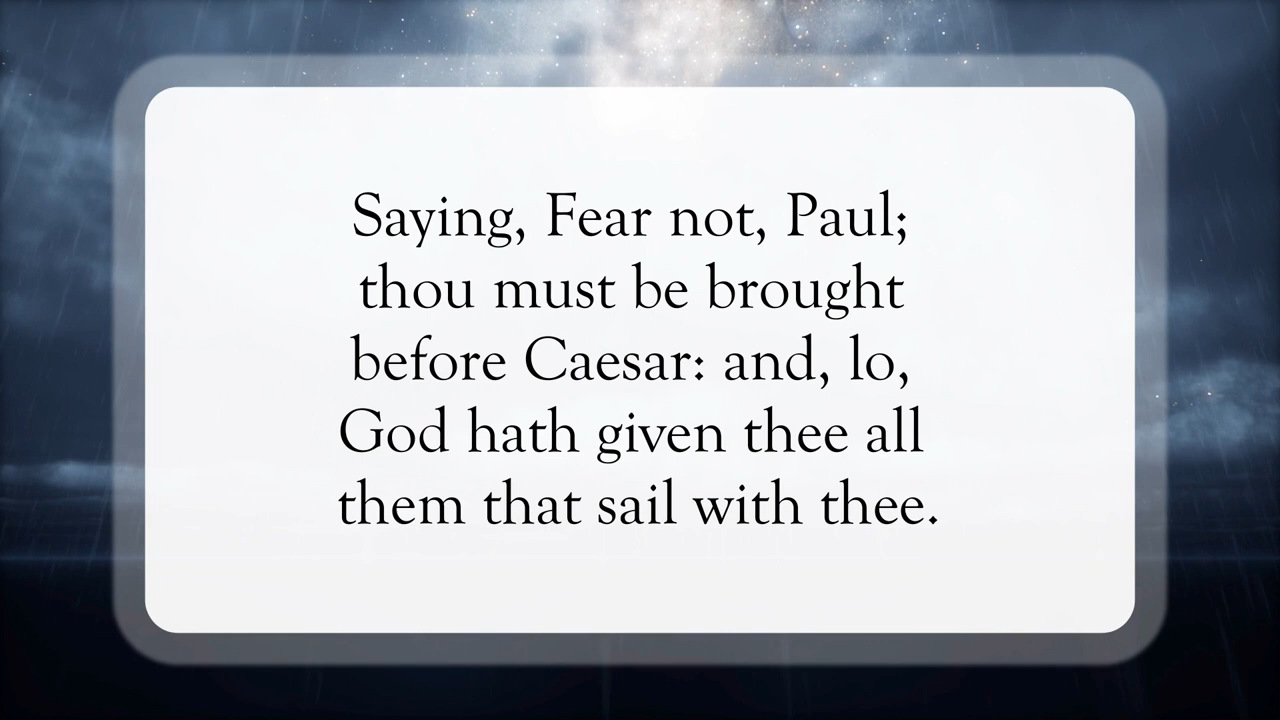 Saying, Fear not, Paul;
thou must be brought
before Caesar: and, lo,
God hath given thee all
them that sail with thee.